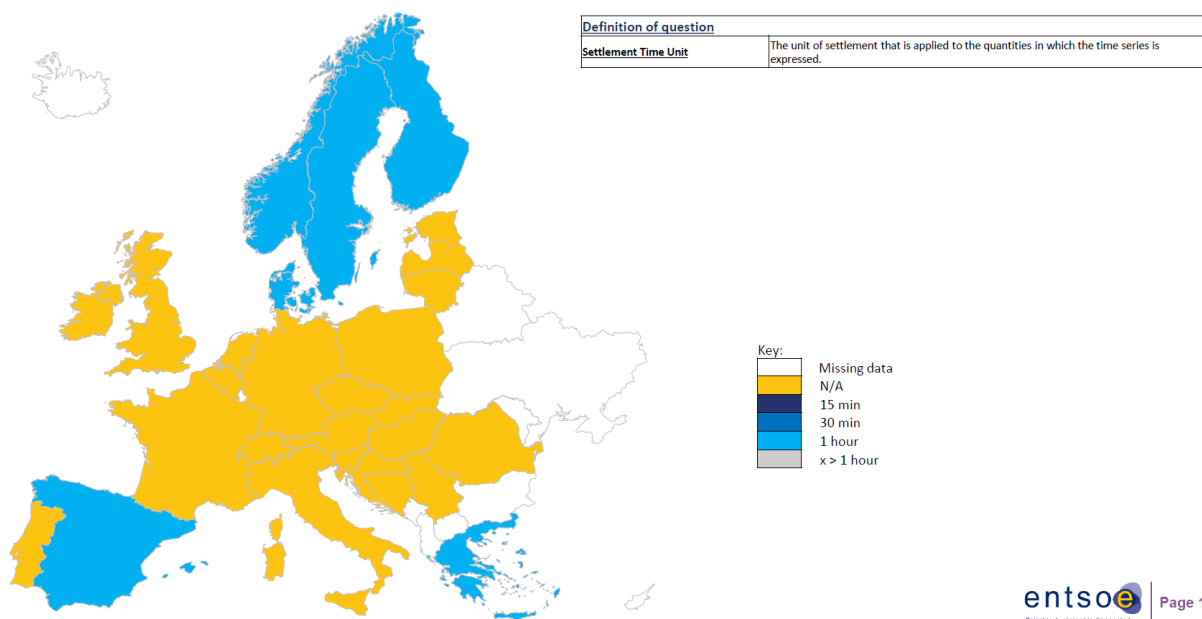 Definition of question
Settlement Time Unit
The unit of settlement that is applied to the quantities in which the time series is
expressed.
Key:
Missing data
N/A
15 min
30 min
1 hour
x > 1 hour
entsoe
Page 1